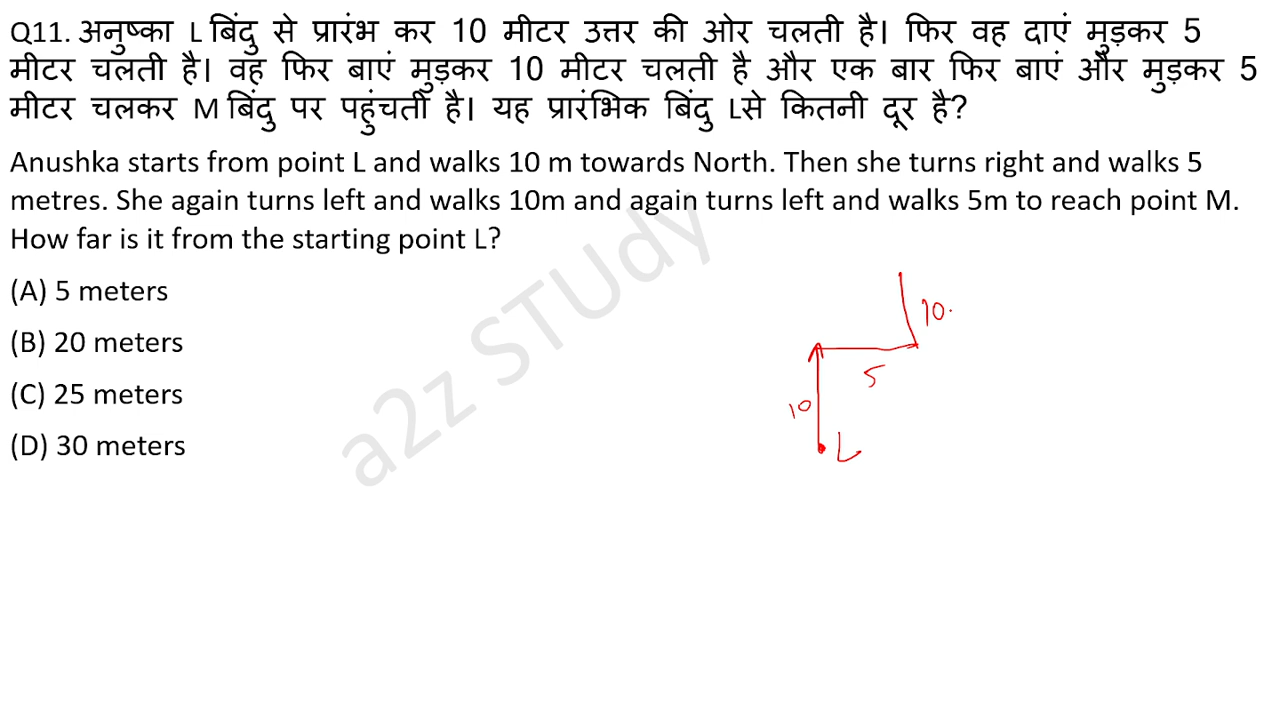 Q11. अनुष्का L बिंदु से प्रारंभ कर 10 मीटर उत्तर की ओर चलती है। फिर वह दाएं मुड़कर 5
मीटर चलती है। वह फिर बाएं मुड़कर 10 मीटर चलती है और एक बार फिर बाएं और मुड़कर 5
मीटर चलकर M बिंदु पर पहुंचती है। यह प्रारंभिक बिंदु Lसे कितनी दूर है?
Anushka starts from point L and walks 10 m towards North. Then she turns right and walks 5
metres. She again turns left and walks 10m and again turns left and walks 5m to reach point M.
How far is it from the starting point L?
(A) 5 meters
(B) 20 meters
(C) 25 meters
(D) 30 meters
a2z STUdy
10.
5
10
L